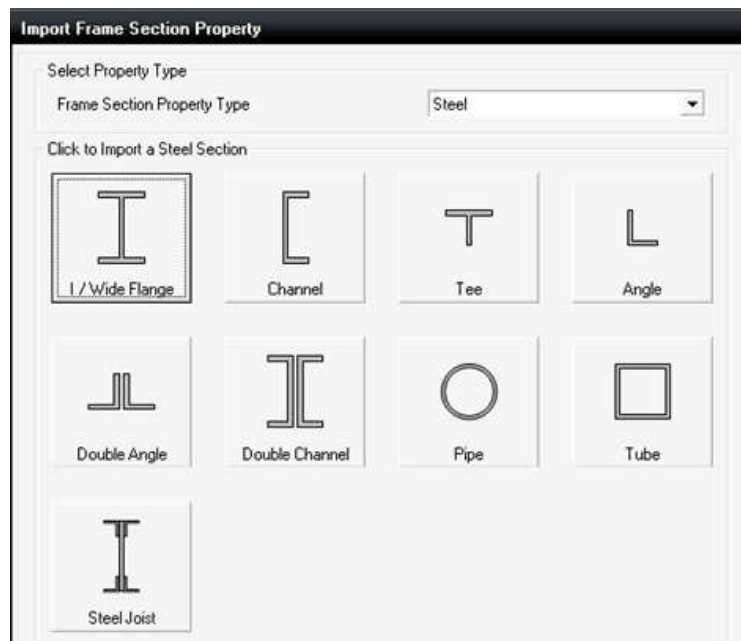 Import Frame Section Property
Select Property Type
Frame Section Property Type
Steel
Click to Import a Steel Section
I / Wide Flange
Channel
Tee
Angle
Double Angle
Double Channel
Pipe
Tube
Steel Joist